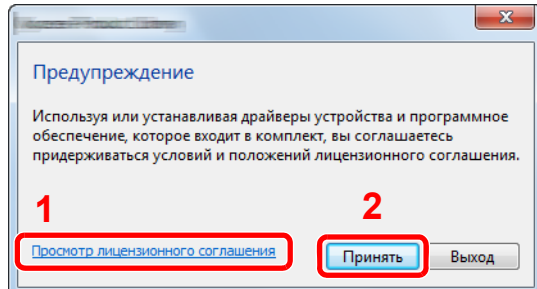 Предупреждение
Используя или устанавливая драйверы устройства и программное
обеспечение, которое входит в комплект, вы соглашаетесь
придерживаться условий и положений лицензионного соглашения.
1
2
Просмотр лицензионного соглашения
Принять
Выход